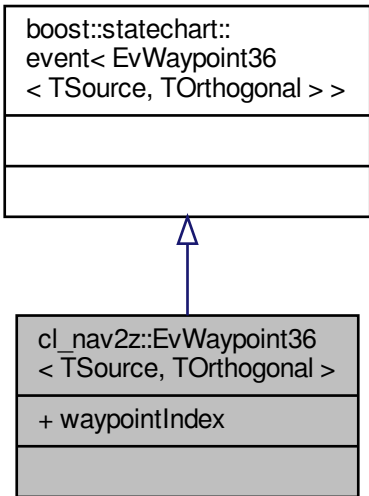 boost::statechart::
event< EvWaypoint36
< TSource, TOrthogonal > >
cl_nav2z::EvWaypoint36
< TSource, TOrthogonal >
+ waypointIndex